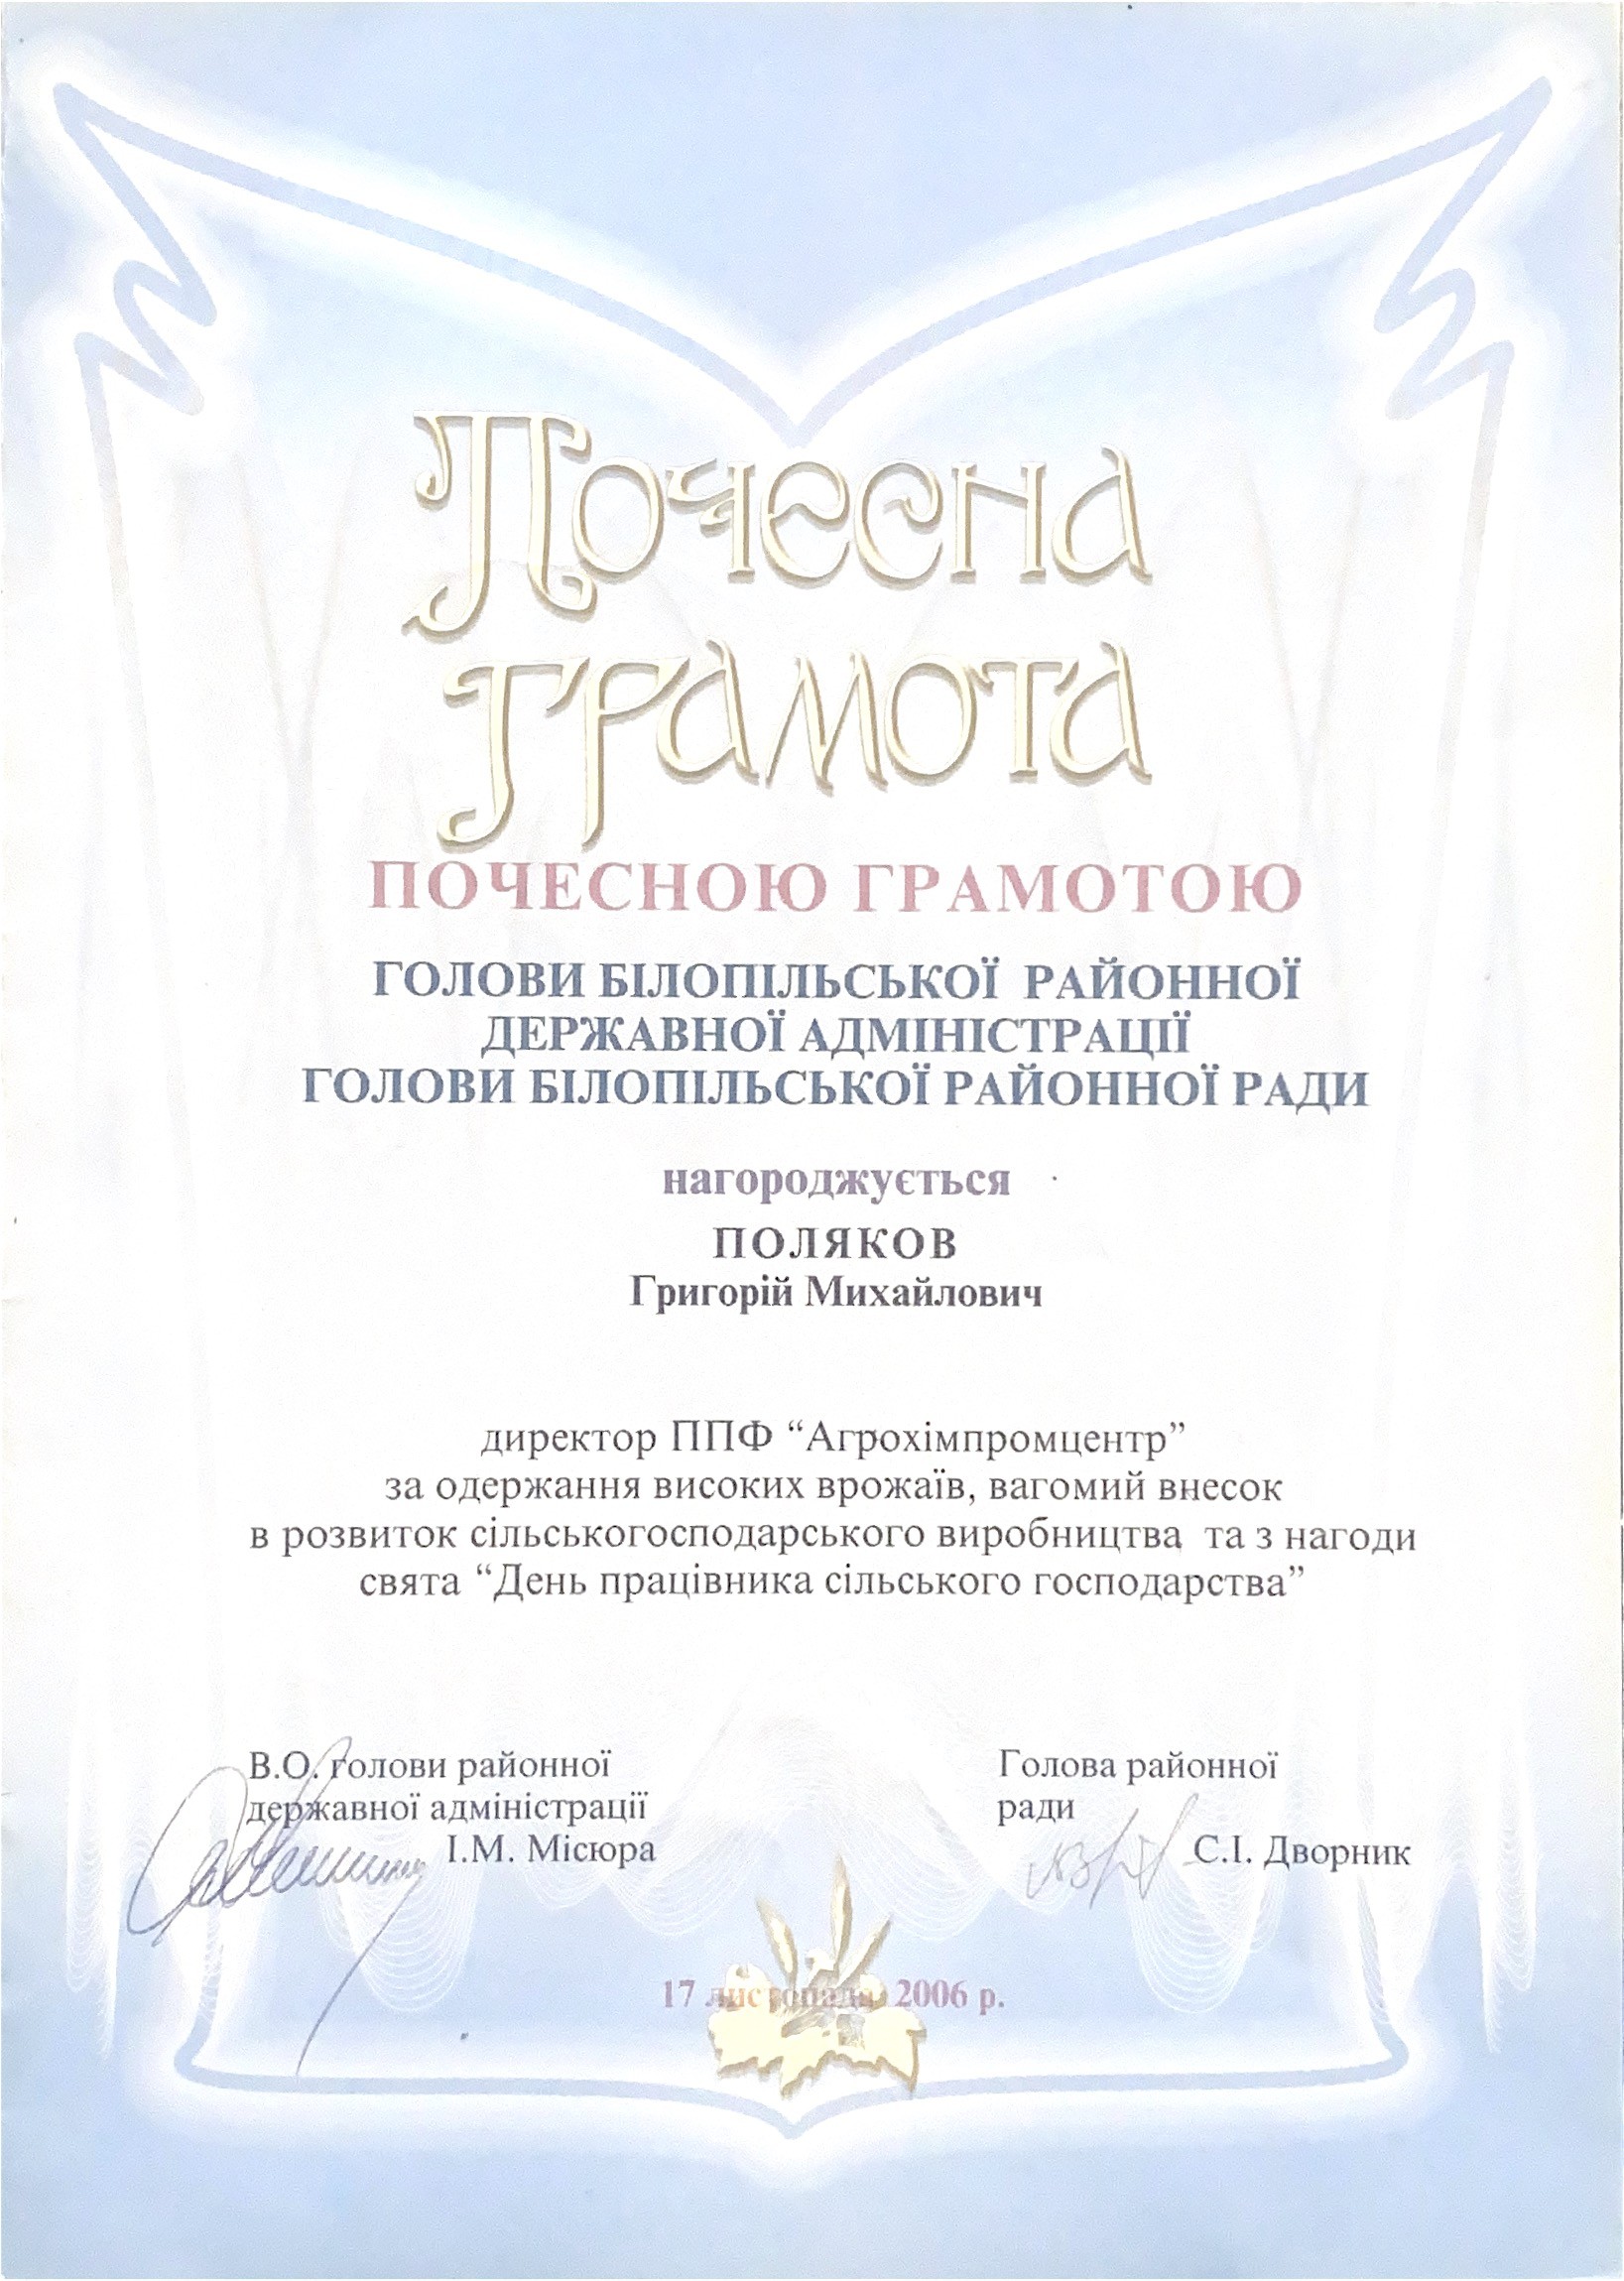 Почесна
грамота
ПОЧЕСНОЮ ГРАМОТОЮ
ГОЛОВИ БІЛОПІЛЬСЬКОЇ РАЙОННОЇ
ДЕРЖАВНОЇ АДМІНІСТРАЦІЇ
ГОЛОВИ БІЛОПІЛЬСЬКОЇ РАЙОННОЇ РАДИ
нагороджується
ПОЛЯКОВ
Григорій Михайлович
директор ППФ “Агрохімпромцентр”
за одержання високих врожаїв, вагомий внесок
в розвиток сільськогосподарського виробництва та з нагоди
свята “День працівника сільського господарства”
В.О. голови районної
державної адміністрації
І.М. Місюра
Голова районної
ради
С.І. Дворник
17 листопада 2006 р.